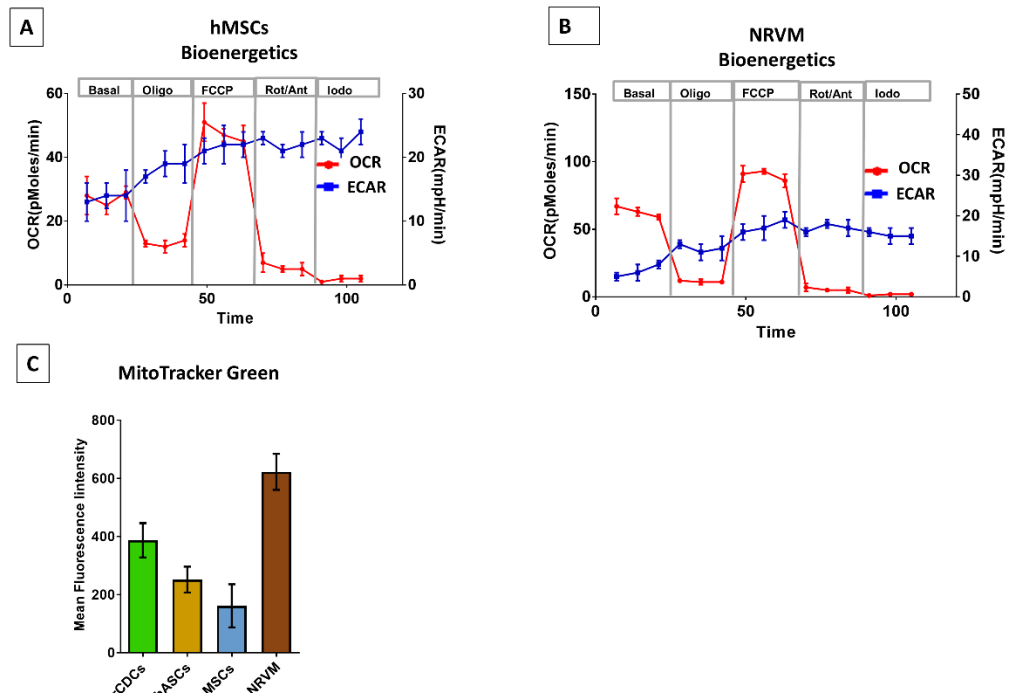 A
hMSCs
Bioenergetics
Basal Oligo FCCP Rot/Ant Iodo
60
40
20
0
30
20
10
0
OCR(pMoles/min)
ECAR(mpH/min)
OCR
ECAR
0 50 100
Time
B
NRVM
Bioenergetics
Basal Oligo FCCP Rot/Ant Iodo
150
100
50
0
50
40
30
20
10
0
OCR(pMoles/min)
ECAR(mpH/min)
OCR
ECAR
0 50 100
Time
C
MitoTracker Green
800
600
400
200
0
Mean Fluorescence Iintensity
NRVM